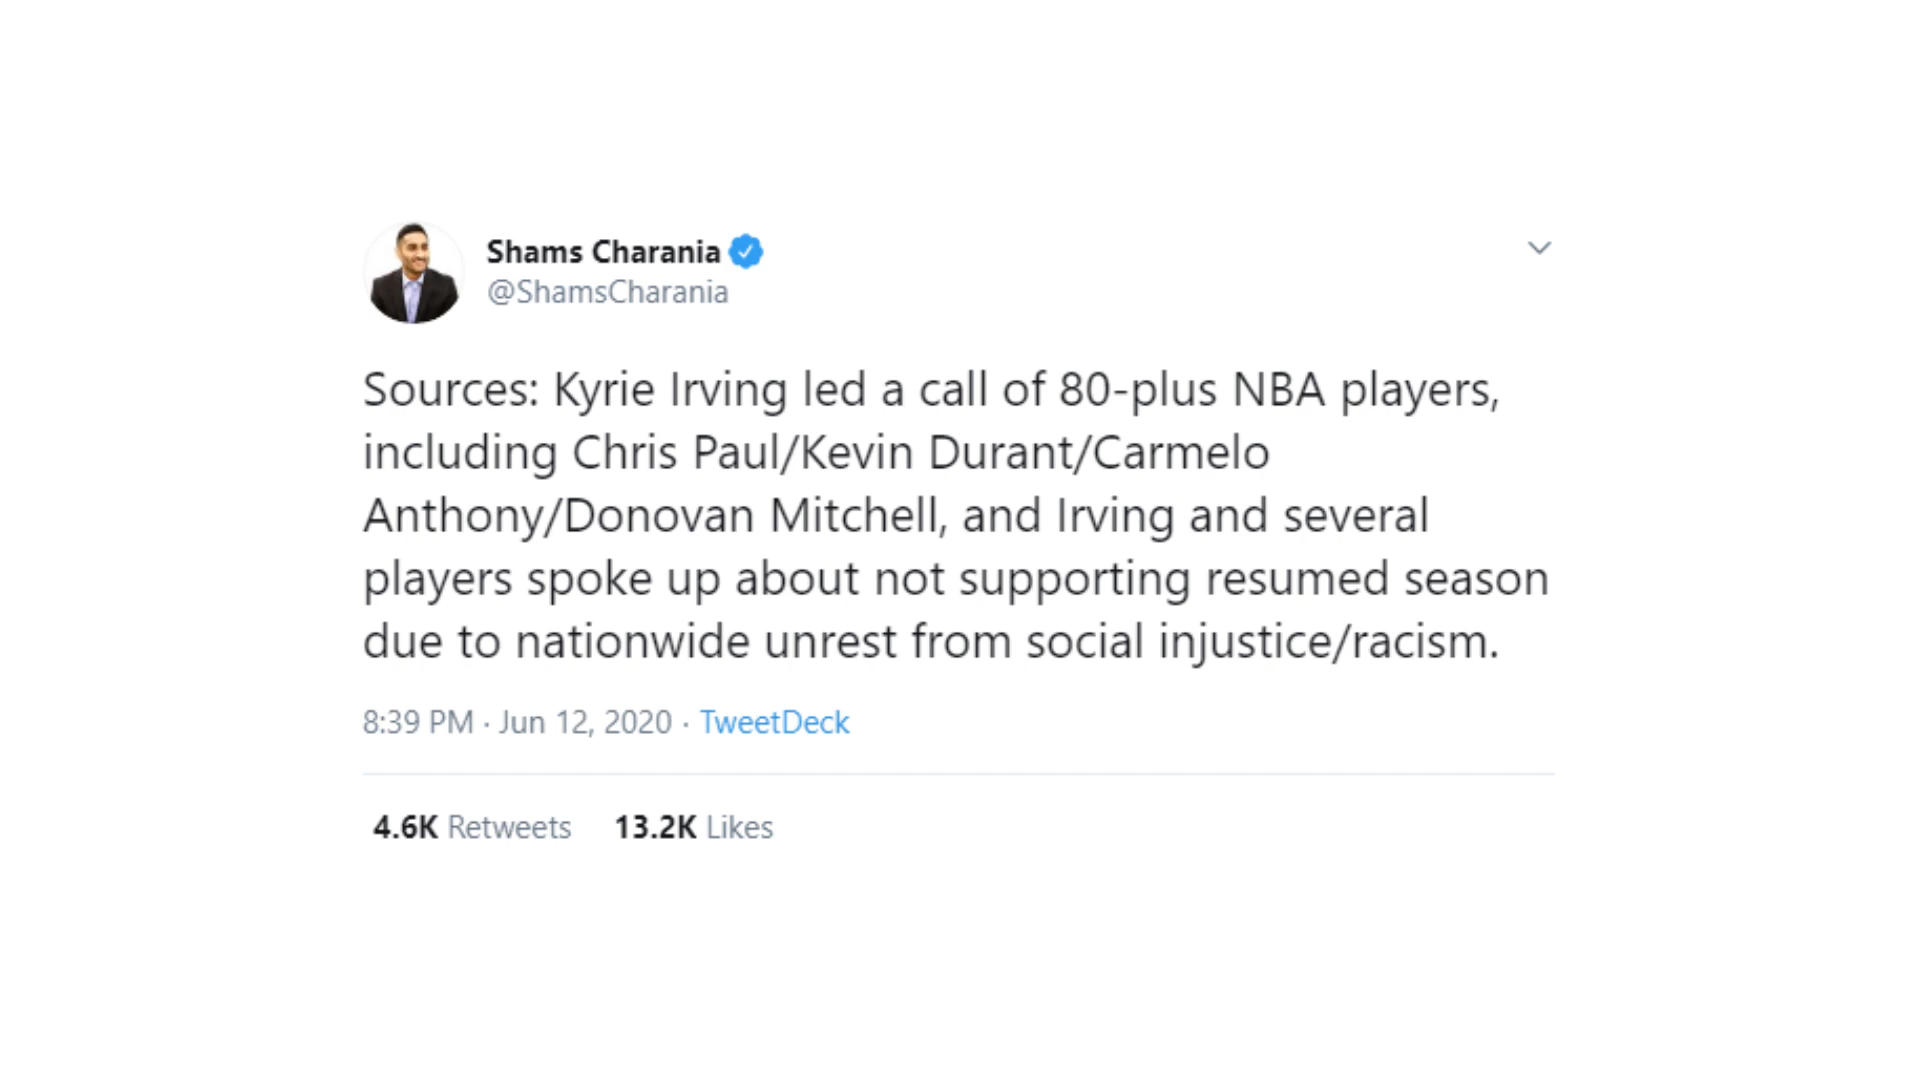 Shams Charania
@ShamsCharania
Sources: Kyrie Irving led a call of 80-plus NBA players,
including Chris Paul/Kevin Durant/Carmelo
Anthony/Donovan Mitchell, and Irving and several
players spoke up about not supporting resumed season
due to nationwide unrest from social injustice/racism.
8:39 PM · Jun 12, 2020 · TweetDeck
4.6K Retweets 13.2K Likes